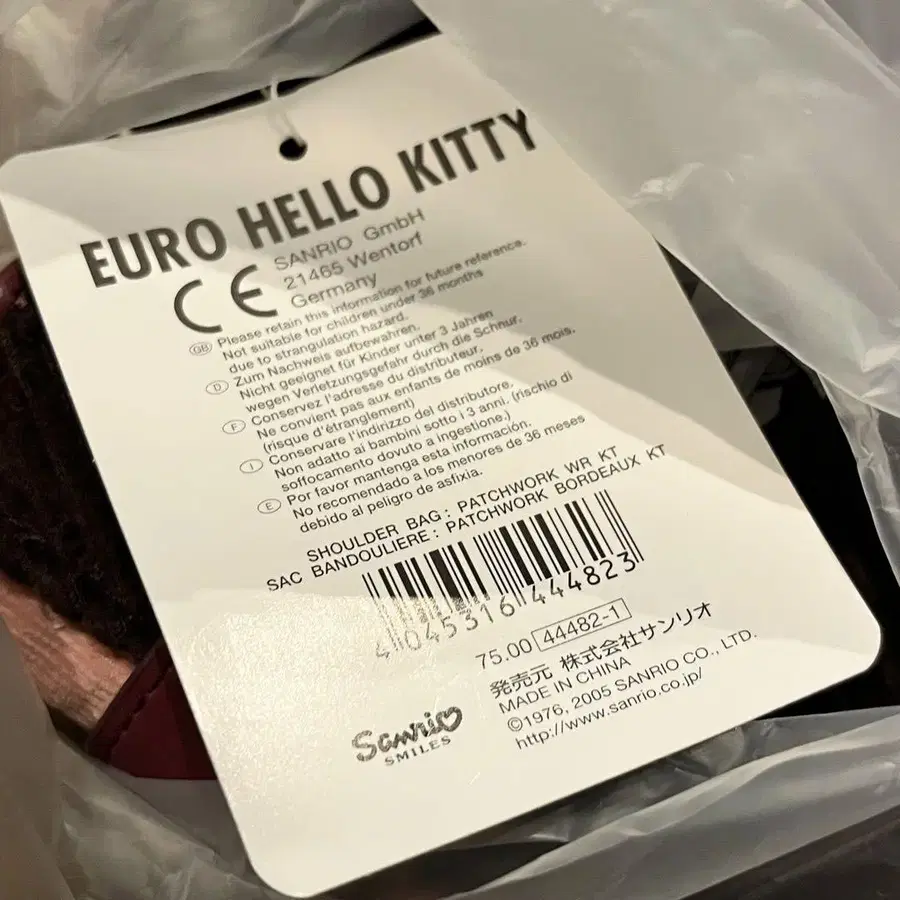 EURO HELLO KITTY
CE
SANRIO GmbH
21465 Wentorf
Germany
GB Please retain this information for future reference.
Not suitable for children under 36 months
due to strangulation hazard.
D Zum Nachweis aufbewahren.
Nicht geeignet für Kinder unter 3 Jahren
wegen Verletzungsgefahr durch die Schnur.
F Conservez l'adresse du distributeur,
Ne convient pas aux enfants de moins de 36 mois.
(risque d'étranglement)
I Conservare l'indirizzo del distributore.
Non adatto ai bambini sotto i 3 anni. (rischio di
soffocamento dovuto a ingestione.)
E Por favor mantenga esta información.
No recomendado a los menores de 36 meses
debido al peligro de asfixia.
SHOULDER BAG: PATCHWORK WR KT
SAC BANDOULIERE: PATCHWORK BORDEAUX KT
4 045316 444823
75.00 44482-1
発売元 株式会社サンリオ
MADE IN CHINA
©1976, 2005 SANRIO CO., LTD.
http://www.sanrio.co.jp/
Sanrio
SMILES